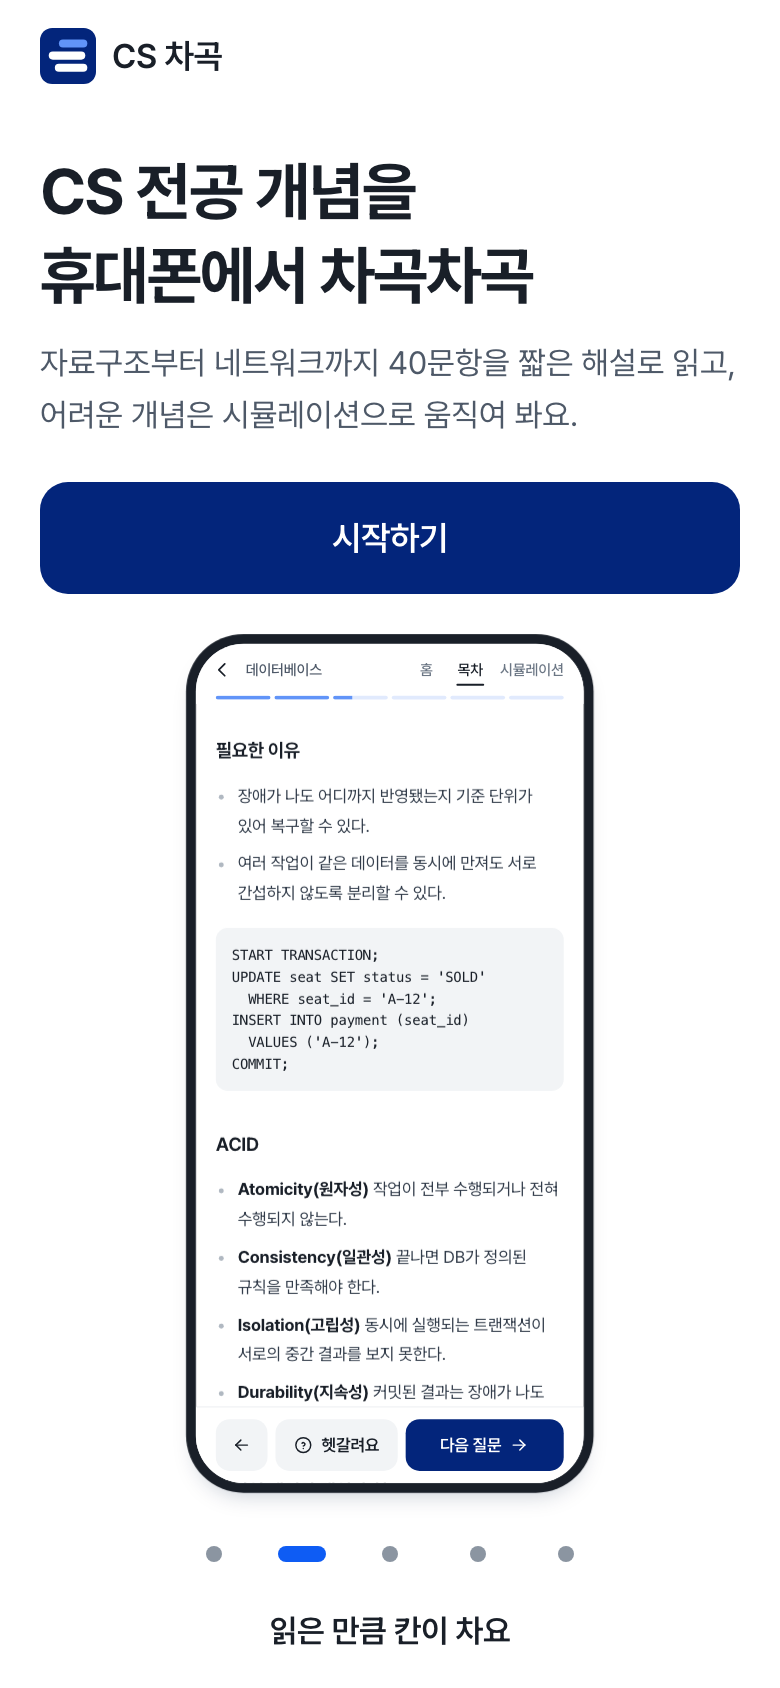 CS 차곡
CS 전공 개념을
휴대폰에서 차곡차곡
자료구조부터 네트워크까지 40문항을 짧은 해설로 읽고,
어려운 개념은 시뮬레이션으로 움직여 봐요.
시작하기
데이터베이스 홈 목차 시뮬레이션
필요한 이유
장애가 나도 어디까지 반영됐는지 기준 단위가
있어 복구할 수 있다.
여러 작업이 같은 데이터를 동시에 만져도 서로
간섭하지 않도록 분리할 수 있다.
START TRANSACTION;
UPDATE seat SET status = 'SOLD'
  WHERE seat_id = 'A-12';
INSERT INTO payment (seat_id)
  VALUES ('A-12');
COMMIT;
ACID
Atomicity(원자성) 작업이 전부 수행되거나 전혀
수행되지 않는다.
Consistency(일관성) 끝나면 DB가 정의된
규칙을 만족해야 한다.
Isolation(고립성) 동시에 실행되는 트랜잭션이
서로의 중간 결과를 보지 못한다.
Durability(지속성) 커밋된 결과는 장애가 나도
← ? 헷갈려요 다음 질문 →
읽은 만큼 칸이 차요